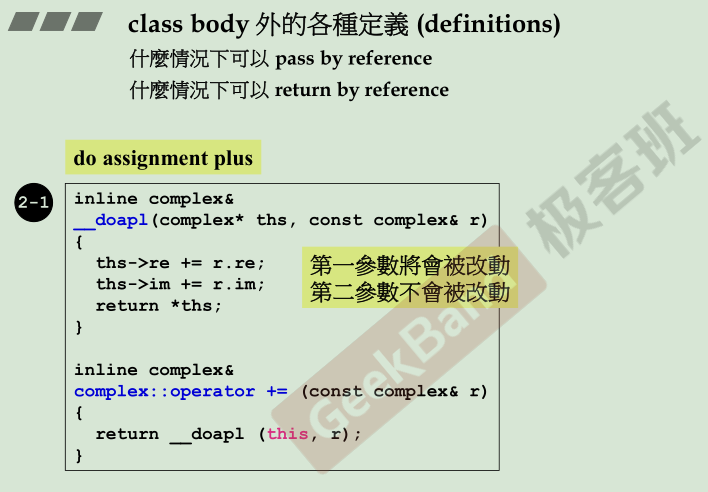 class body 外的各種定義 (definitions)
什麼情況下可以 pass by reference
什麼情況下可以 return by reference
do assignment plus
2-1
inline complex&
__doapl(complex* ths, const complex& r)
{
  ths->re += r.re;
  ths->im += r.im;
  return *ths;
}
第一參數將會被改動
第二參數不會被改動
inline complex&
complex::operator += (const complex& r)
{
  return __doapl (this, r);
}
GeekBand 极客班